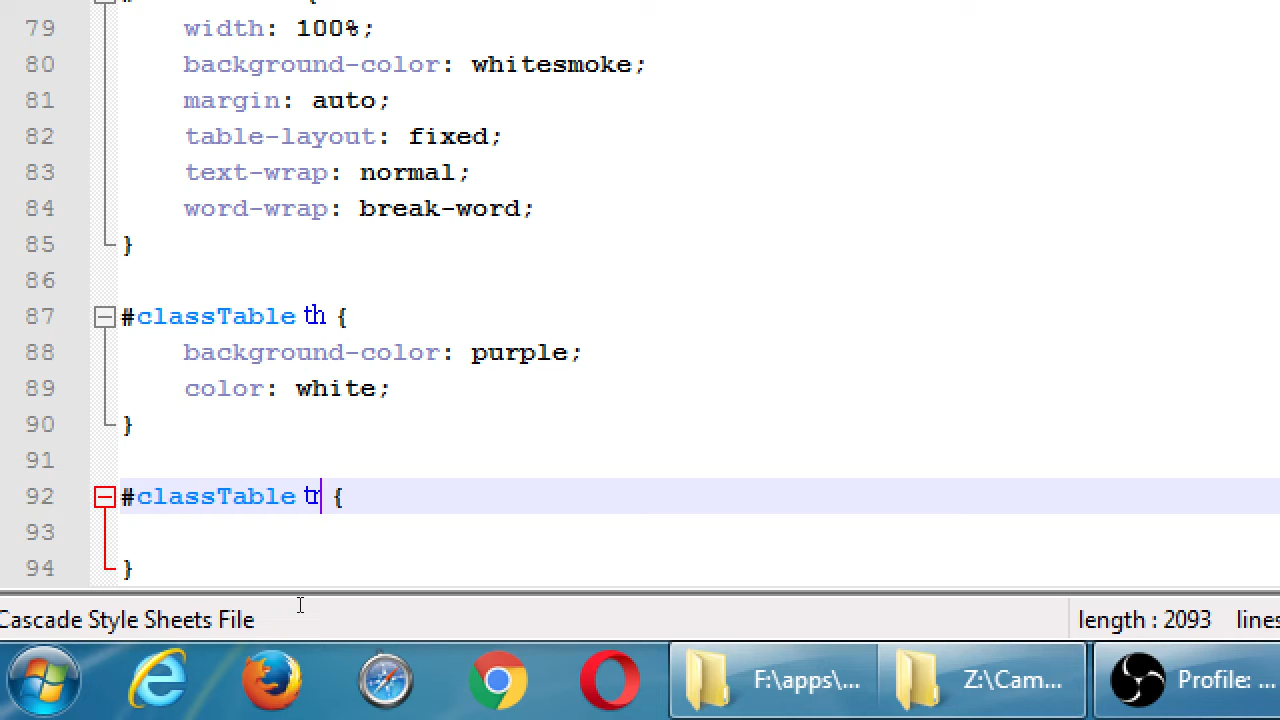 79 width: 100%;
80 background-color: whitesmoke;
81 margin: auto;
82 table-layout: fixed;
83 text-wrap: normal;
84 word-wrap: break-word;
85 }
86
87 #classTable th {
88 background-color: purple;
89 color: white;
90 }
91
92 #classTable tr {
93
94 }
Cascade Style Sheets File length : 2093 lines
F:\apps\... Z:\Cam... Profile: ...